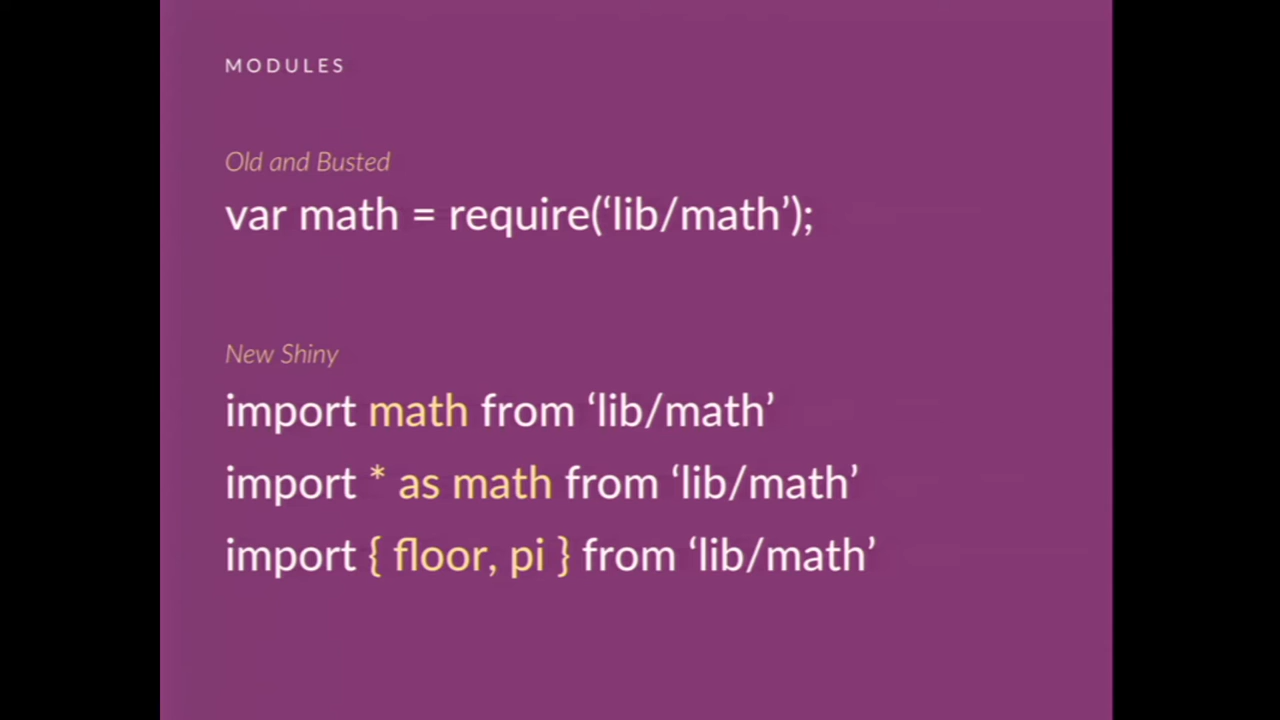 MODULES
Old and Busted
var math = require(‘lib/math’);
New Shiny
import math from ‘lib/math’
import * as math from ‘lib/math’
import { floor, pi } from ‘lib/math’